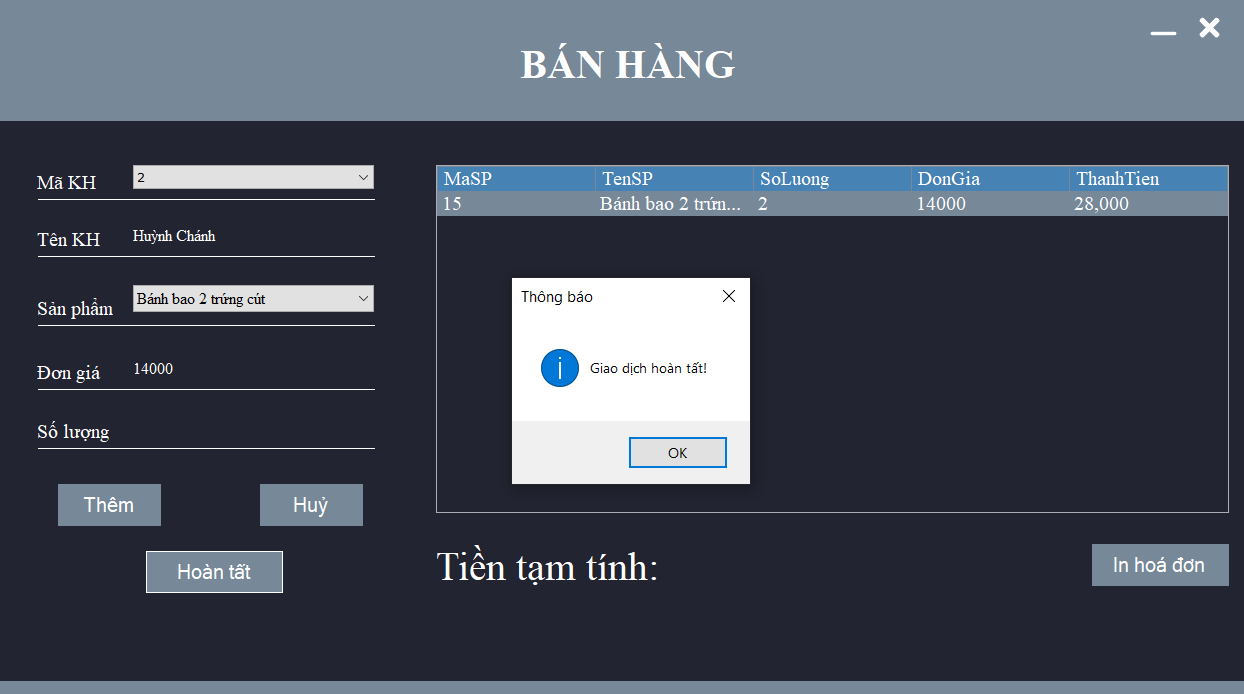 BÁN HÀNG
Mã KH 2
Tên KH Huỳnh Chánh
Sản phẩm Bánh bao 2 trứng cút
Đơn giá 14000
Số lượng
Thêm Huỷ
Hoàn tất
MaSP TenSP SoLuong DonGia ThanhTien
15 Bánh bao 2 trứn... 2 14000 28,000
Thông báo
Giao dịch hoàn tất!
OK
Tiền tạm tính:
In hoá đơn